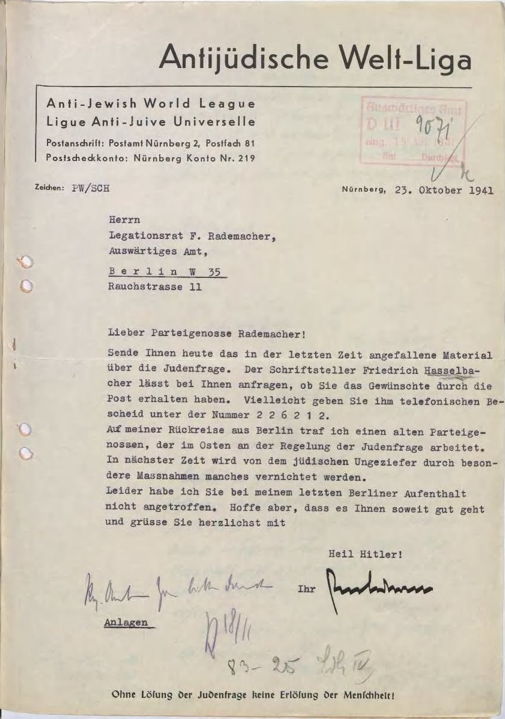 Antijüdische Welt-Liga
Anti-Jewish World League
Ligue Anti-Juive Universelle
Postanschrift: Postamt Nürnberg 2, Postfach 81
Postscheckkonto: Nürnberg Konto Nr. 219
Auswärtiges Amt
D III 9071
eing.
Durchschl.
Zeichen: PW/SCH
Nürnberg, 23. Oktober 1941
Herrn
Legationsrat F. Rademacher,
Auswärtiges Amt,
B e r l i n W 35
Rauchstrasse 11
Lieber Parteigenosse Rademacher!
Sende Ihnen heute das in der letzten Zeit angefallene Material
über die Judenfrage. Der Schriftsteller Friedrich Hasselba-
cher lässt bei Ihnen anfragen, ob Sie das Gewünschte durch die
Post erhalten haben. Vielleicht geben Sie ihm telefonischen Be-
scheid unter der Nummer 2 2 6 2 1 2.
Auf meiner Rückreise aus Berlin traf ich einen alten Parteige-
nossen, der im Osten an der Regelung der Judenfrage arbeitet.
In nächster Zeit wird von dem jüdischen Ungeziefer durch beson-
dere Massnahmen manches vernichtet werden.
Leider habe ich Sie bei meinem letzten Berliner Aufenthalt
nicht angetroffen. Hoffe aber, dass es Ihnen soweit gut geht
und grüsse Sie herzlichst mit
Heil Hitler!
Ihr
Anlagen
18/11
83-25
Ohne Löſung der Judenfrage keine Erlöſung der Menſchheit!